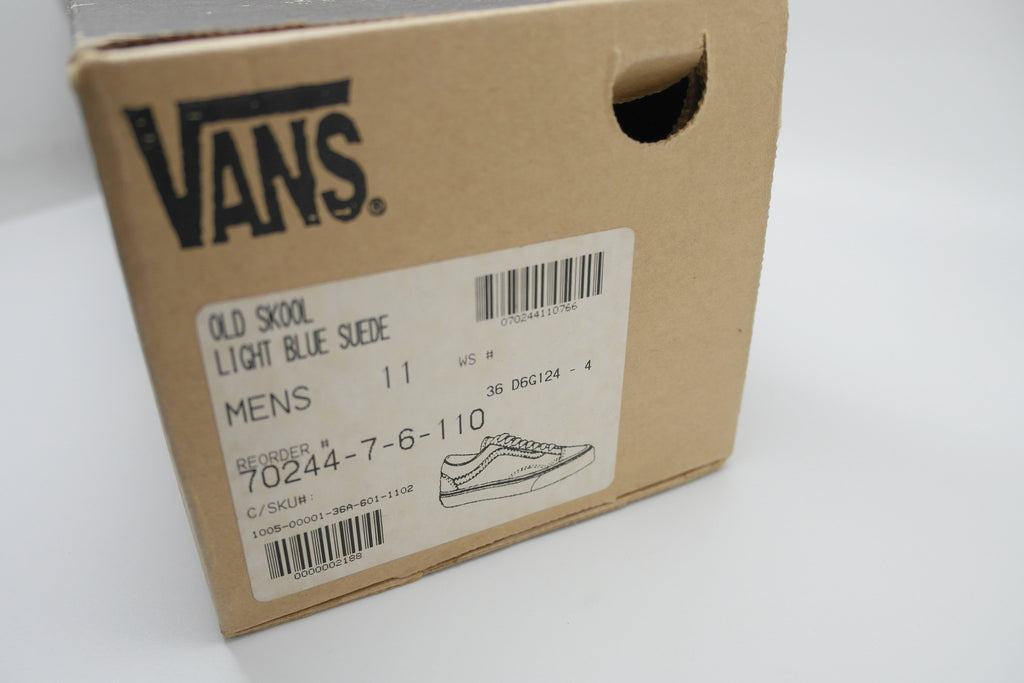 VANS®
OLD SKOOL
LIGHT BLUE SUEDE
070244110766
MENS 11 WS #
36 D6G124 - 4
REORDER #
70244-7-6-110
C/SKU#:
1005-00001-36A-601-1102
0000002188